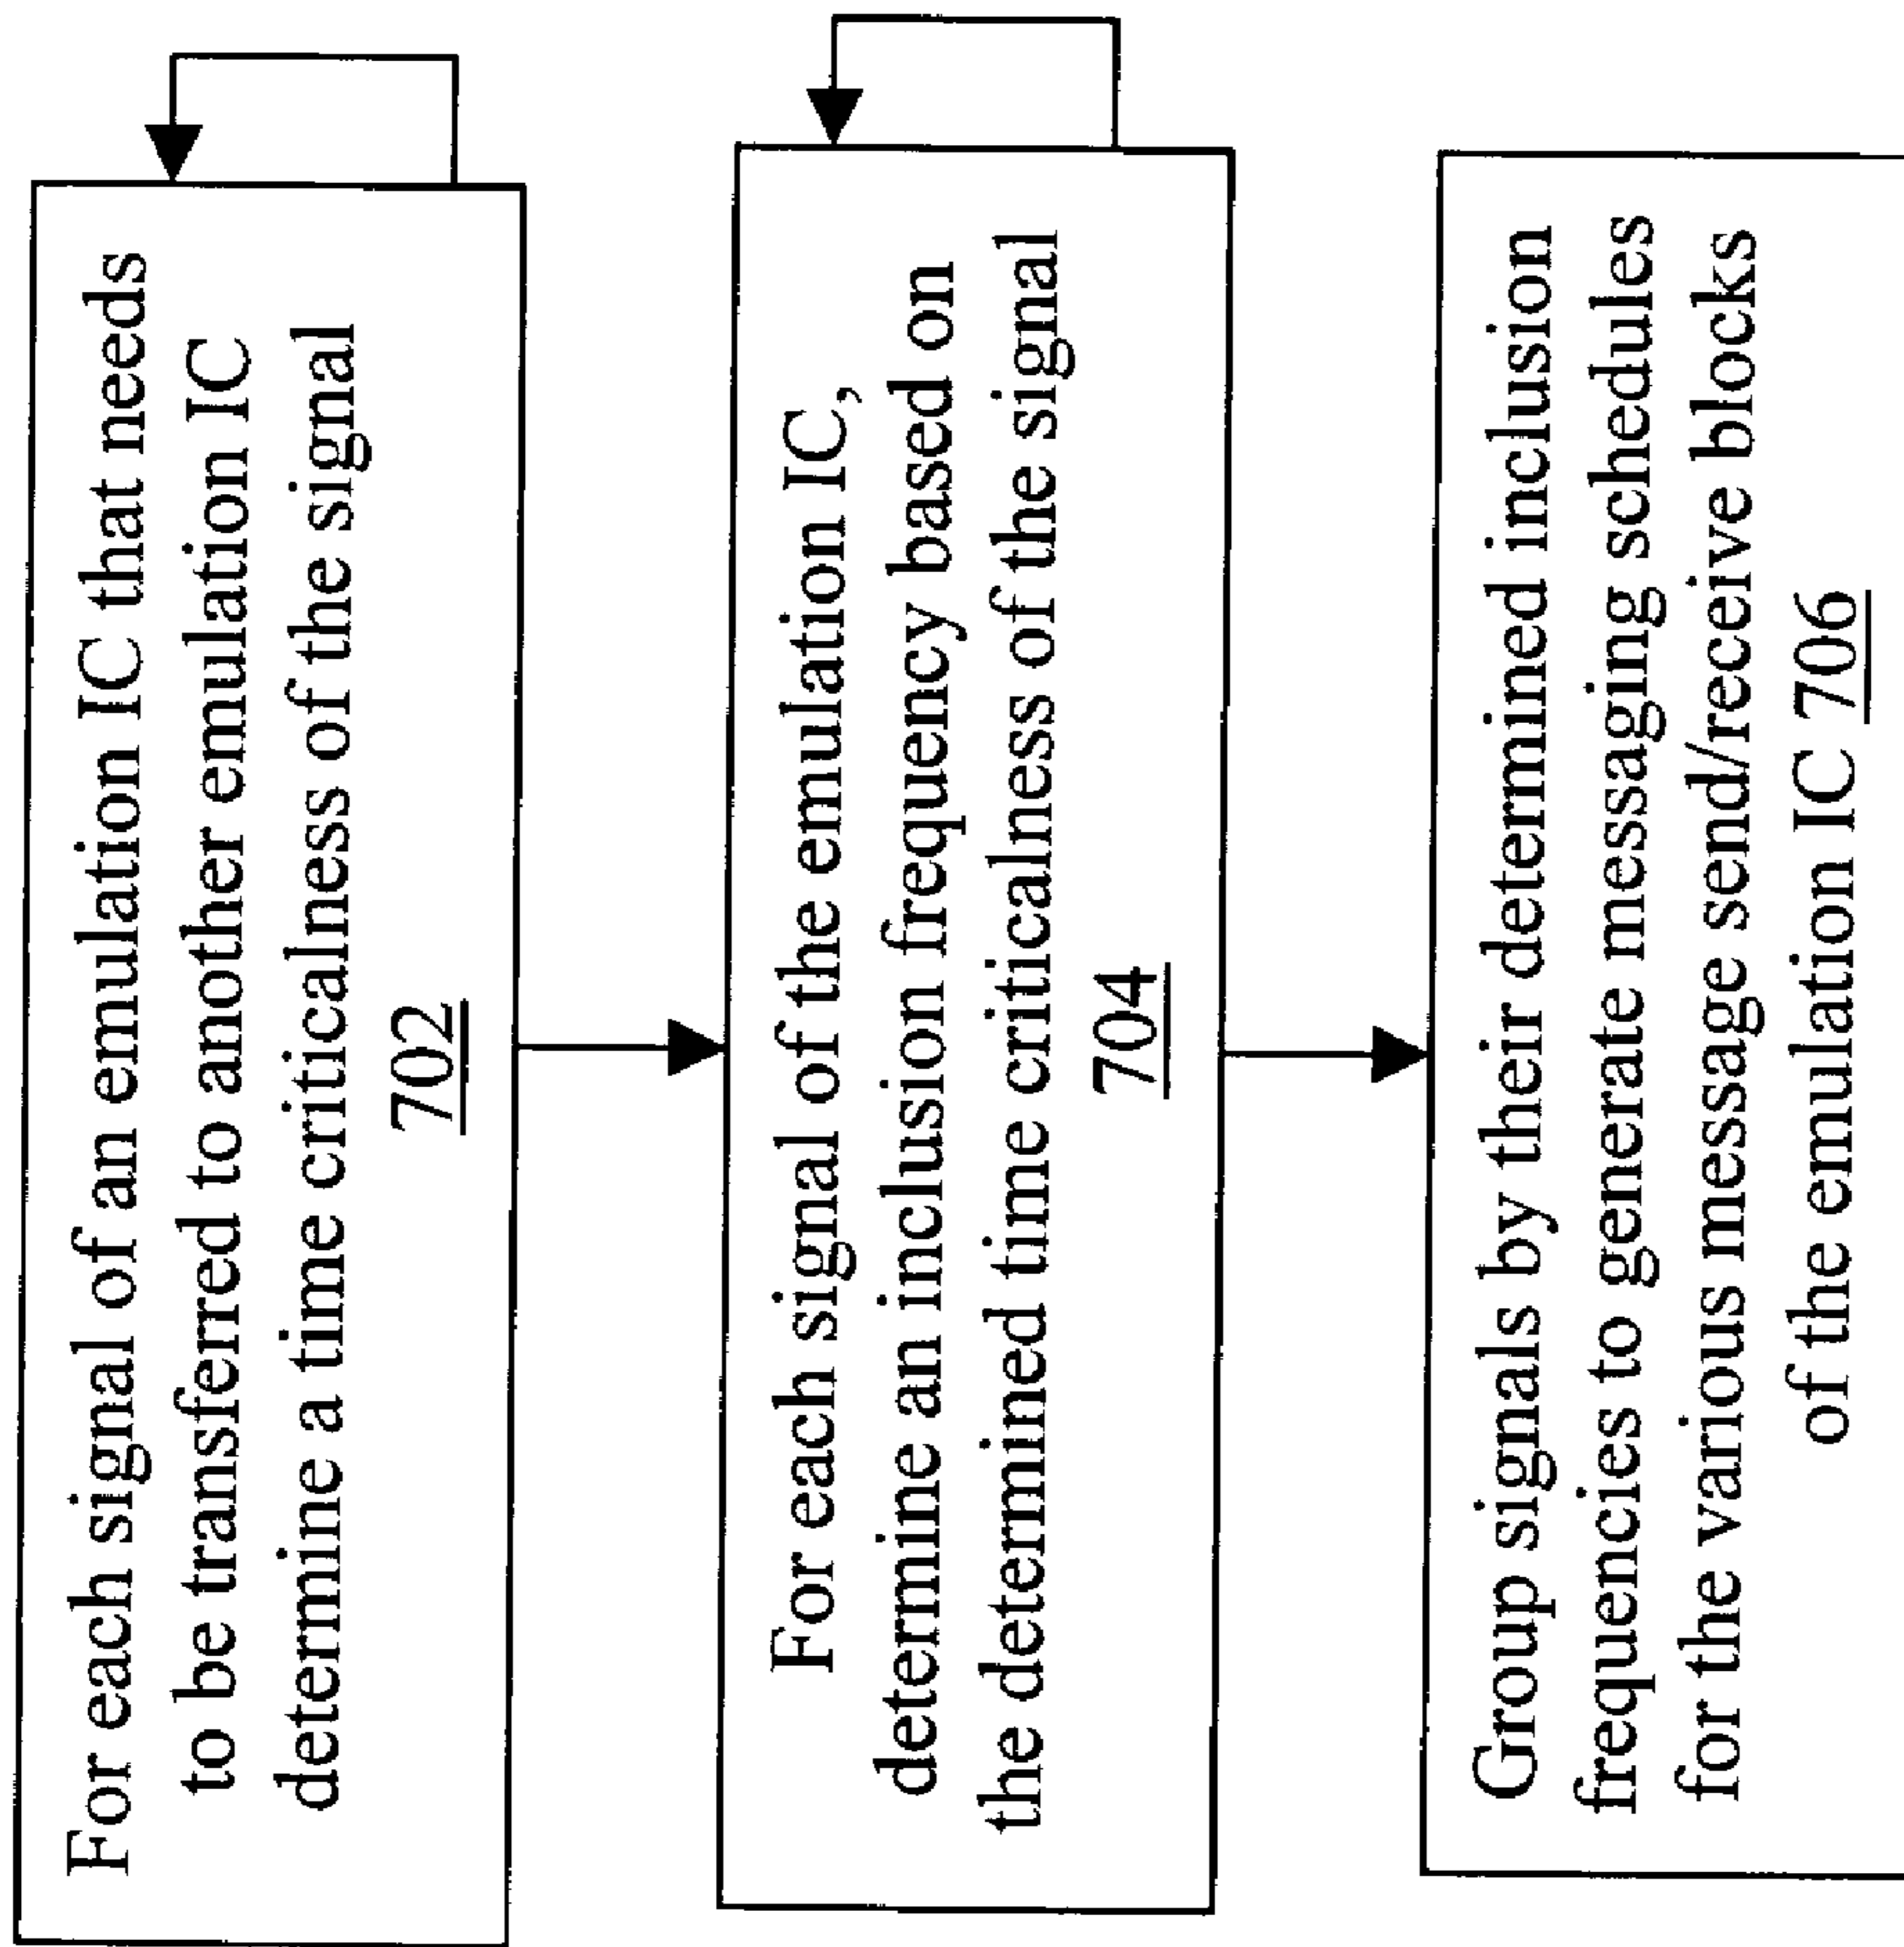 For each signal of an emulation IC that needs
to be transferred to another emulation IC
determine a time criticalness of the signal
702
For each signal of the emulation IC,
determine an inclusion frequency based on
the determined time criticalness of the signal
704
Group signals by their determined inclusion
frequencies to generate messaging schedules
for the various message send/receive blocks
of the emulation IC 706